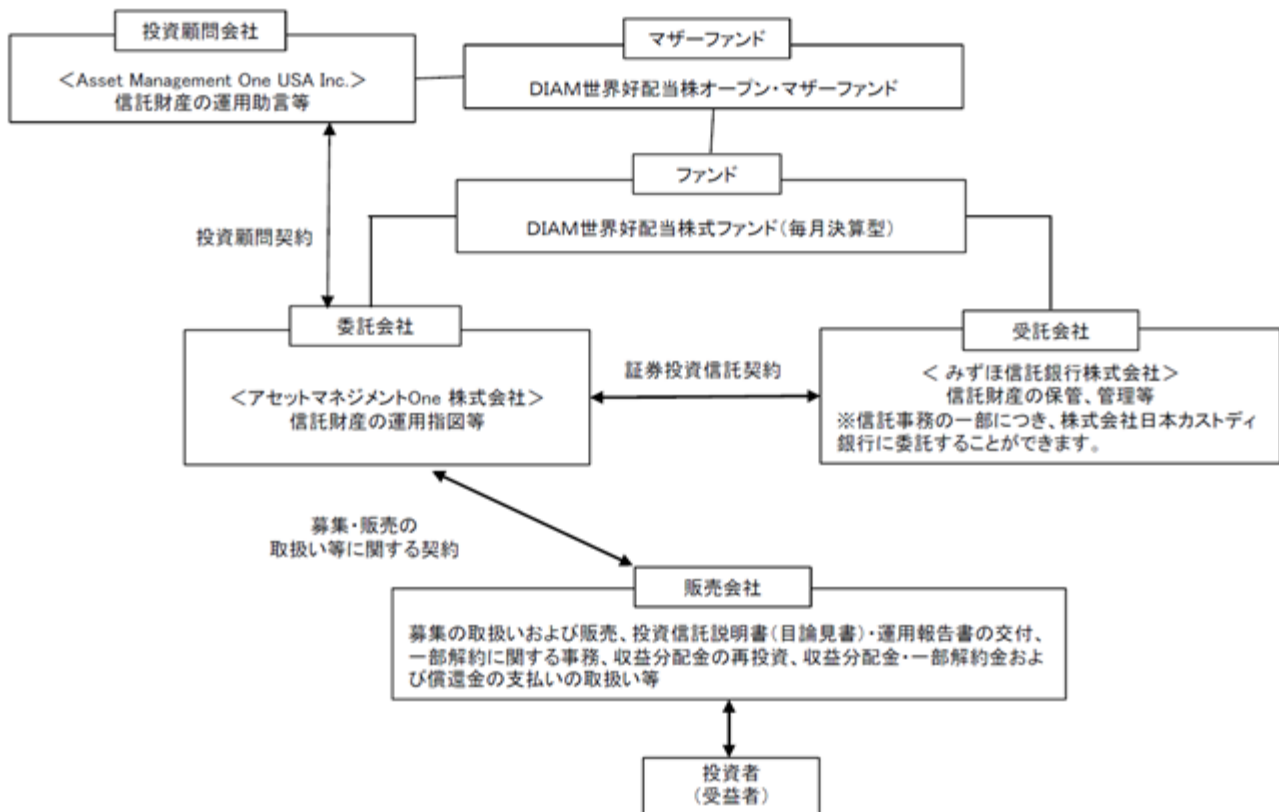 投資顧問会社
＜Asset Management One USA Inc.＞
信託財産の運用助言等
マザーファンド
DIAM世界好配当株オープン・マザーファンド
ファンド
DIAM世界好配当株式ファンド（毎月決算型）
投資顧問契約
委託会社
＜アセットマネジメントOne 株式会社＞
信託財産の運用指図等
証券投資信託契約
受託会社
＜ みずほ信託銀行株式会社＞
信託財産の保管、管理等
※信託事務の一部につき、株式会社日本カストディ
銀行に委託することができます。
募集・販売の
取扱い等に関する契約
販売会社
募集の取扱いおよび販売、投資信託説明書（目論見書）・運用報告書の交付、
一部解約に関する事務、収益分配金の再投資、収益分配金・一部解約金およ
び償還金の支払いの取扱い等
投資者
（受益者）